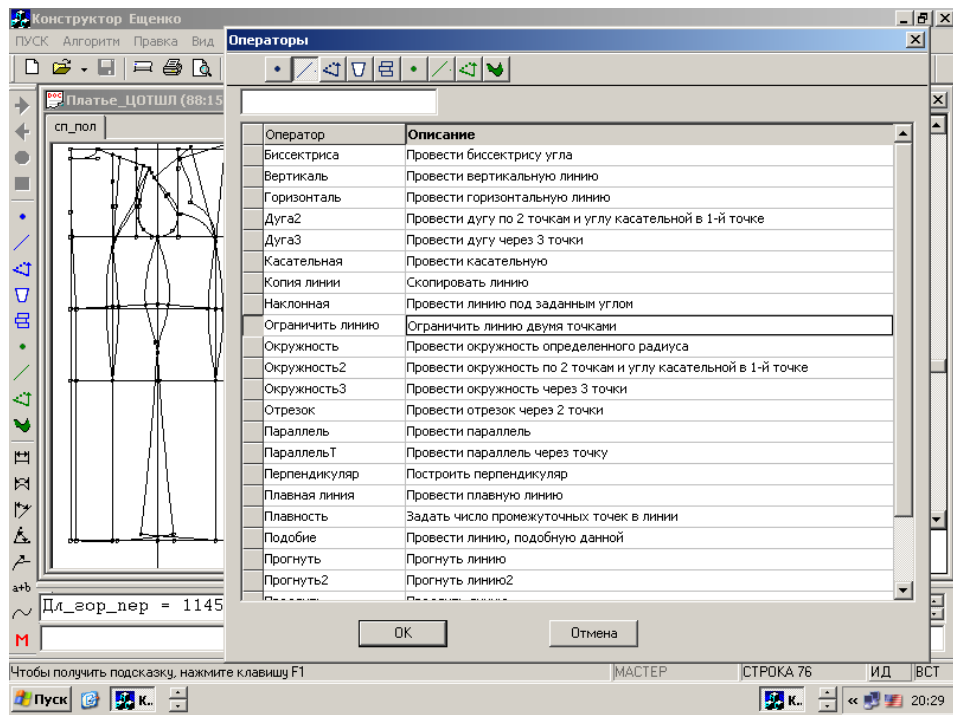 Конструктор Ещенко
ПУСК Алгоритм Правка Вид
Операторы
Платье_ЦОТШЛ (88:15
сп_пол
Оператор Описание
Биссектриса Провести биссектрису угла
Вертикаль Провести вертикальную линию
Горизонталь Провести горизонтальную линию
Дуга2 Провести дугу по 2 точкам и углу касательной в 1-й точке
Дуга3 Провести дугу через 3 точки
Касательная Провести касательную
Копия линии Скопировать линию
Наклонная Провести линию под заданным углом
Ограничить линию Ограничить линию двумя точками
Окружность Провести окружность определенного радиуса
Окружность2 Провести окружность по 2 точкам и углу касательной в 1-й точке
Окружность3 Провести окружность через 3 точки
Отрезок Провести отрезок через 2 точки
Параллель Провести параллель
ПараллельТ Провести параллель через точку
Перпендикуляр Построить перпендикуляр
Плавная линия Провести плавную линию
Плавность Задать число промежуточных точек в линии
Подобие Провести линию, подобную данной
Прогнуть Прогнуть линию
Прогнуть2 Прогнуть линию2
a+b
Дл_гор_пер = 1145
М
OK Отмена
Чтобы получить подсказку, нажмите клавишу F1 МАСТЕР СТРОКА 76 ИД ВСТ
Пуск К.. К.. « 20:29